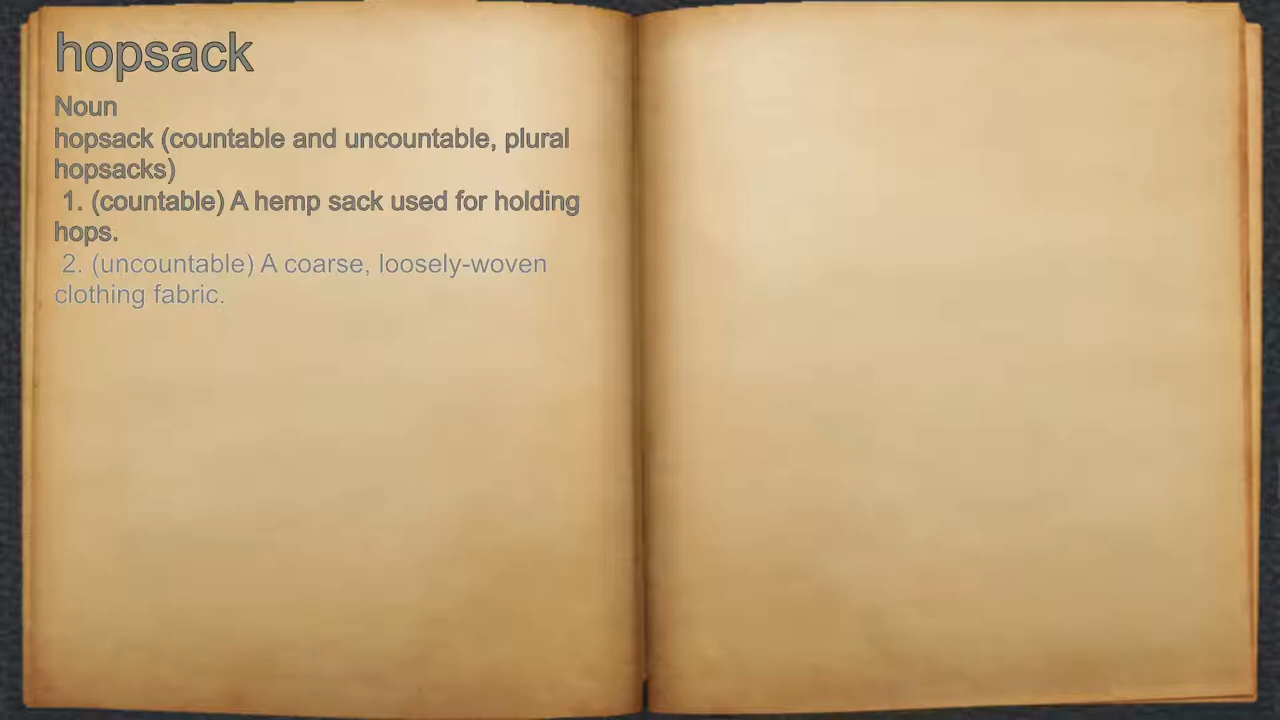 hopsack
Noun
hopsack (countable and uncountable, plural
hopsacks)
1. (countable) A hemp sack used for holding
hops.
2. (uncountable) A coarse, loosely-woven
clothing fabric.